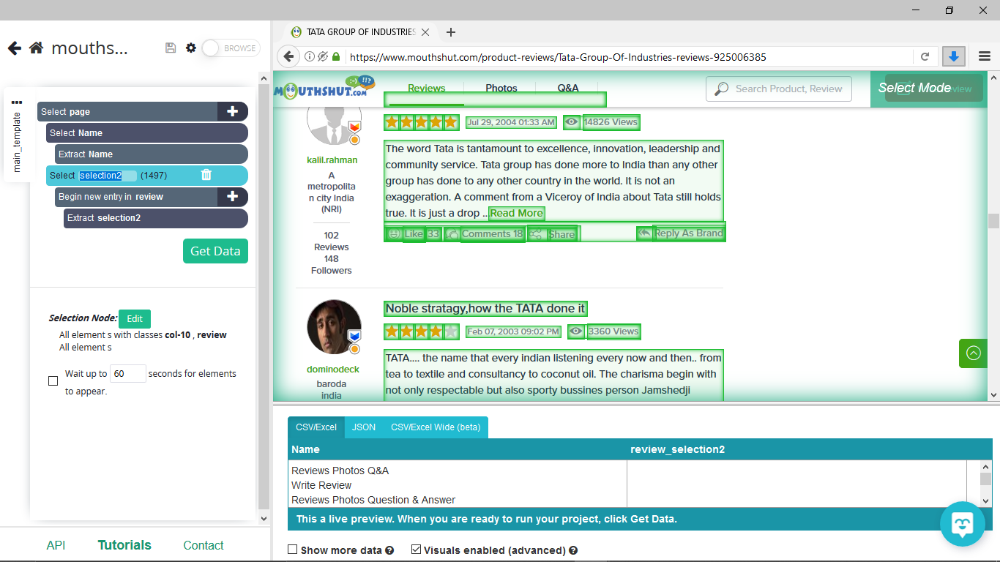 TATA GROUP OF INDUSTRIES
mouths...
BROWSE
https://www.mouthshut.com/product-reviews/Tata-Group-Of-Industries-reviews-925006385
main_template
Select page
Select Name
Extract Name
Select selection2 (1497)
Begin new entry in review
Extract selection2
Get Data
Selection Node: Edit
All element s with classes col-10 , review
All element s
Wait up to 60 seconds for elements
to appear.
API Tutorials Contact
MOUTHSHUT.COM
Reviews Photos Q&A
Search Product, Review
Select Mode
kalil.rahman
A
metropolita
n city India
(NRI)
102
Reviews
148
Followers
Jul 29, 2004 01:33 AM 14826 Views
The word Tata is tantamount to excellence, innovation, leadership and
community service. Tata group has done more to India than any other
group has done to any other country in the world. It is not an
exaggeration. A comment from a Viceroy of India about Tata still holds
true. It is just a drop ...Read More
Like 33 Comments 18 Share Reply As Brand
dominodeck
baroda
india
Noble stratagy,how the TATA done it
Feb 07, 2003 09:02 PM 3360 Views
TATA.... the name that every indian listening every now and then.. from
tea to textile and consultancy to coconut oil. The charisma begin with
not only respectable but also sporty bussines person Jamshedji
CSV/Excel JSON CSV/Excel Wide (beta)
Name review_selection2
Reviews Photos Q&A
Write Review
Reviews Photos Question & Answer
This a live preview. When you are ready to run your project, click Get Data.
Show more data Visuals enabled (advanced)